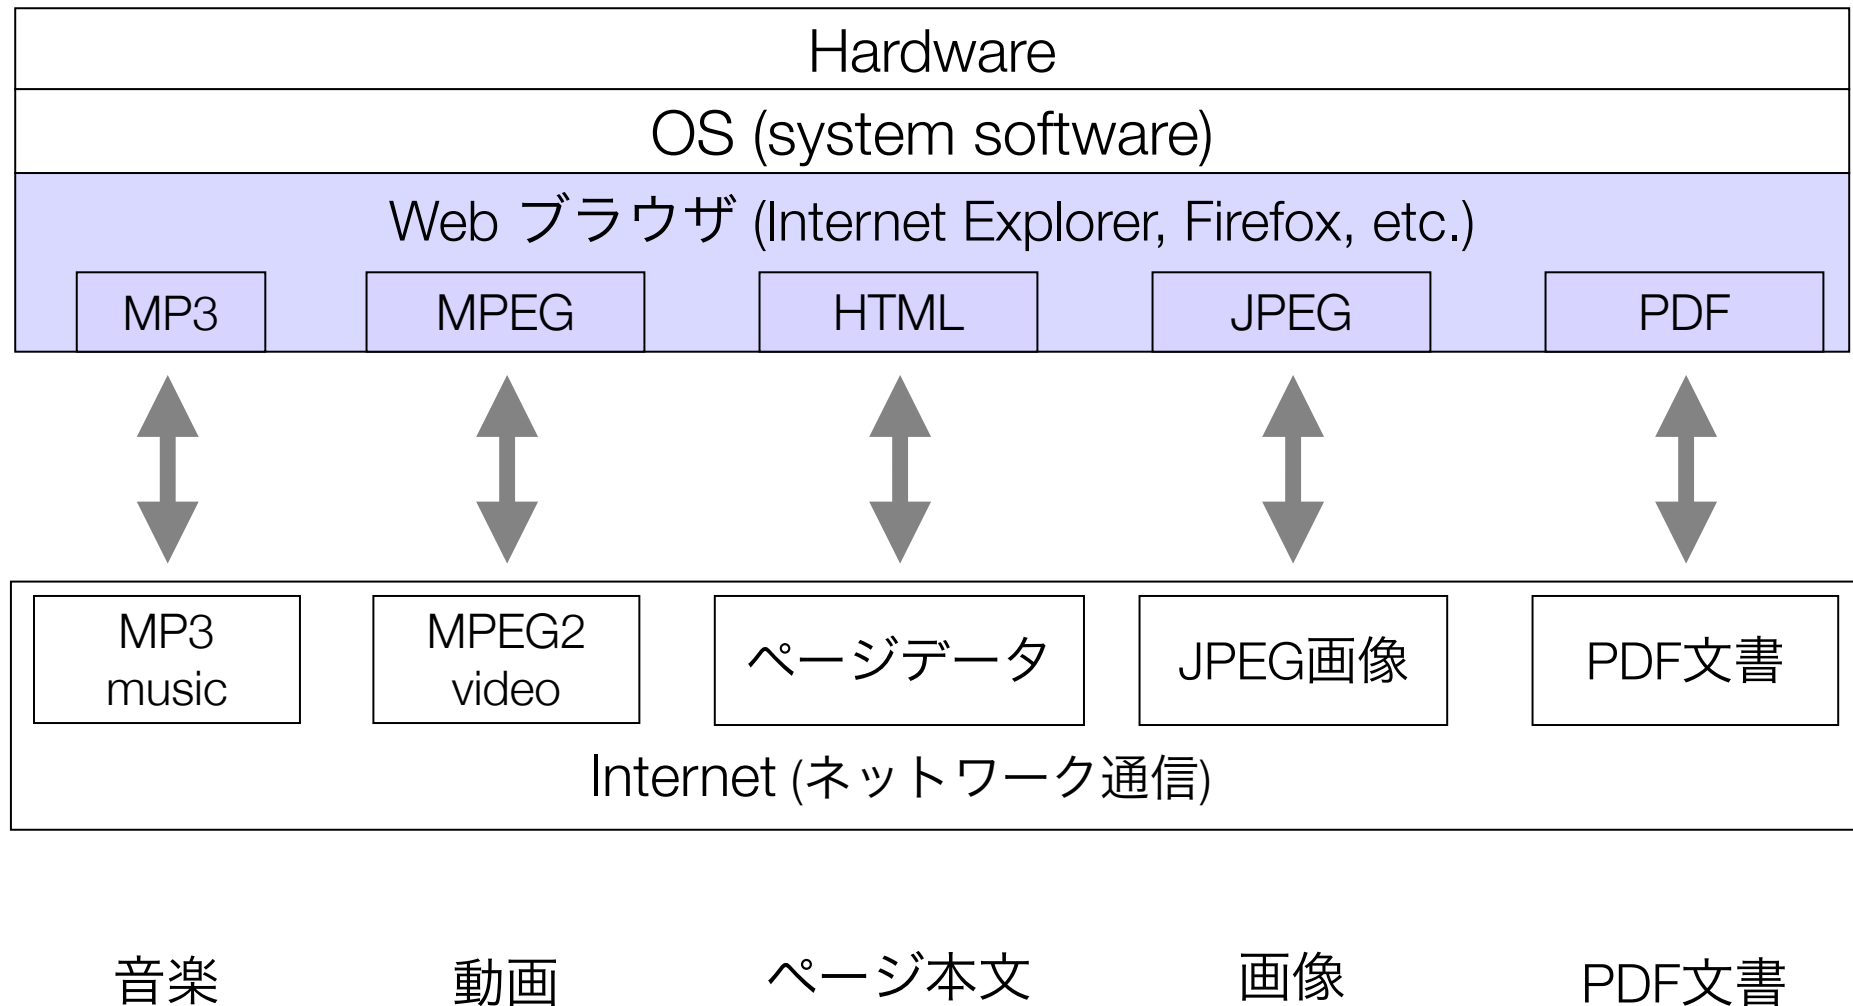 Hardware
OS (system software)
Web ブラウザ (Internet Explorer, Firefox, etc.)
MP3
MPEG
HTML
JPEG
PDF
MP3
music
MPEG2
video
ページデータ
JPEG画像
PDF文書
Internet (ネットワーク通信)
音楽
動画
ページ本文
画像
PDF文書